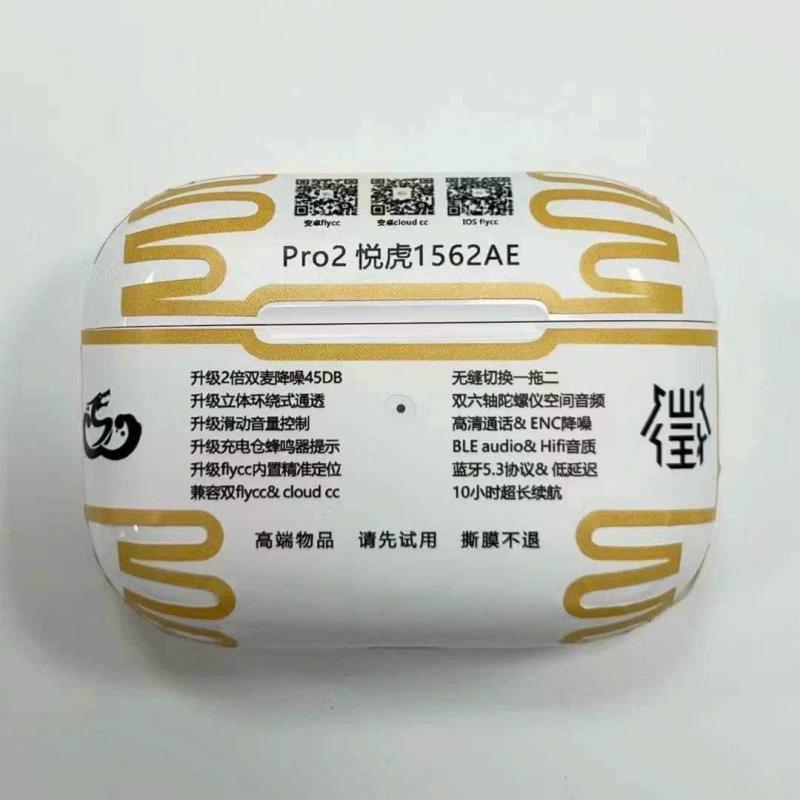 安卓flycc 安卓cloud cc IOS flycc
Pro2 悦虎1562AE
升级2倍双麦降噪45DB
升级立体环绕式通透
升级滑动音量控制
升级充电仓蜂鸣器提示
升级flycc内置精准定位
兼容双flycc& cloud cc
无缝切换一拖二
双六轴陀螺仪空间音频
高清通话& ENC降噪
BLE audio& Hifi音质
蓝牙5.3协议& 低延迟
10小时超长续航
高端物品 请先试用 撕膜不退